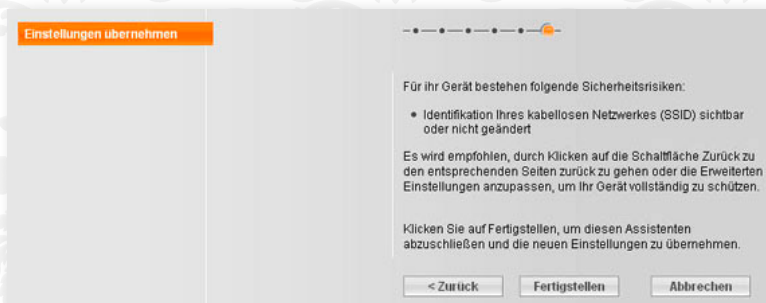 Einstellungen übernehmen
Für ihr Gerät bestehen folgende Sicherheitsrisiken:
• Identifikation Ihres kabellosen Netzwerkes (SSID) sichtbar
oder nicht geändert
Es wird empfohlen, durch Klicken auf die Schaltfläche Zurück zu
den entsprechenden Seiten zurück zu gehen oder die Erweiterten
Einstellungen anzupassen, um Ihr Gerät vollständig zu schützen.
Klicken Sie auf Fertigstellen, um diesen Assistenten
abzuschließen und die neuen Einstellungen zu übernehmen.
< Zurück Fertigstellen Abbrechen